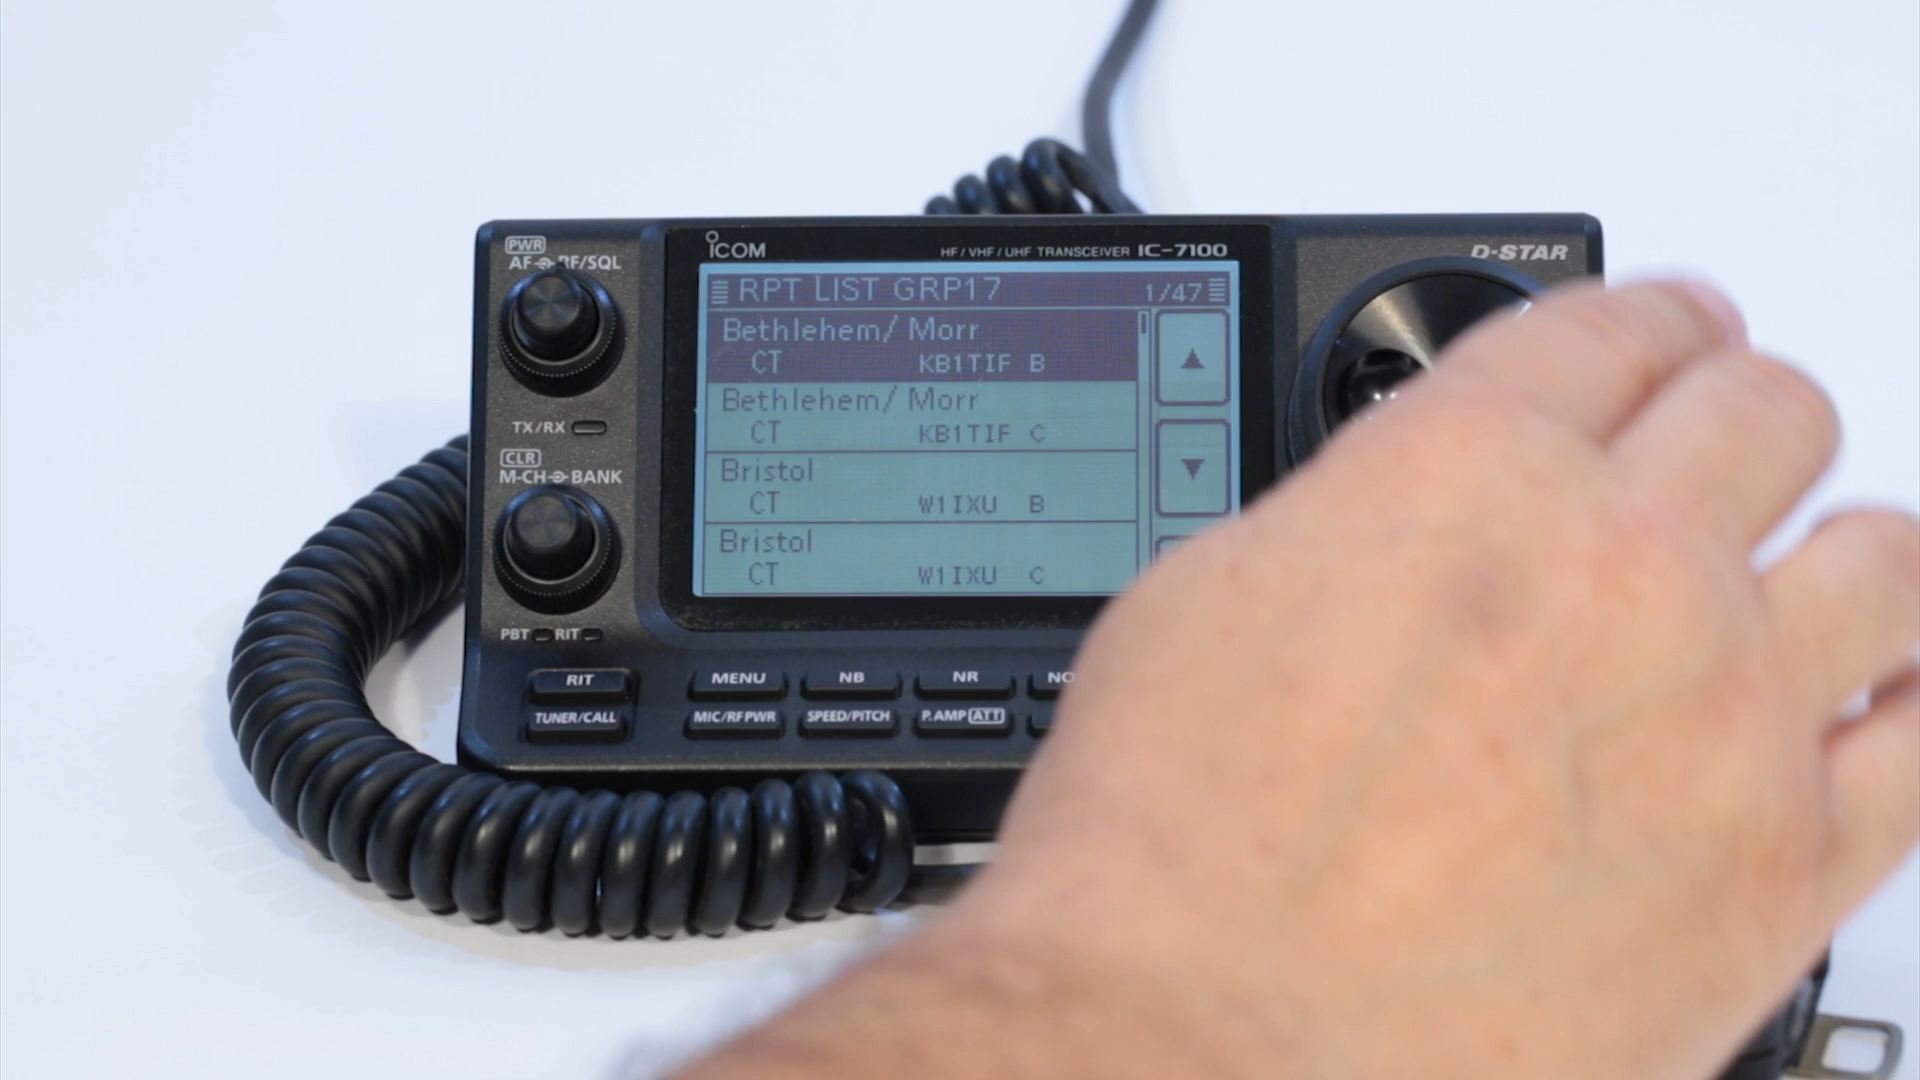 PWR
AF RF/SQL
TX/RX
CLR
M-CH BANK
PBT RIT
RIT
TUNER/CALL
ICOM
HF/VHF/UHF TRANSCEIVER IC-7100
D-STAR
RPT LIST GRP17 1/47
Bethlehem/ Morr
CT KB1TIF B
Bethlehem/ Morr
CT KB1TIF C
Bristol
CT W1IXU B
Bristol
CT W1IXU C
MENU NB NR
MIC/RF PWR SPEED/PITCH P.AMP ATT